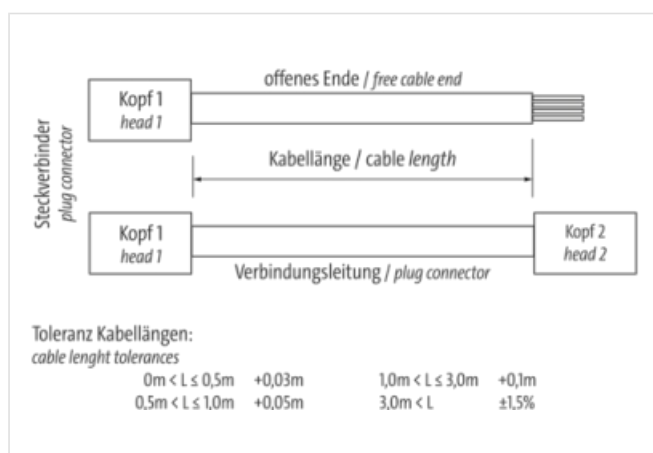 offenes Ende / free cable end
Kopf 1
head 1
Steckverbinder
plug connector
Kabellänge / cable length
Kopf 1
head 1
Kopf 2
head 2
Verbindungsleitung / plug connector
Toleranz Kabellängen:
cable lenght tolerances
0m < L ≤ 0,5m +0,03m 1,0m < L ≤ 3,0m +0,1m
0,5m < L ≤ 1,0m +0,05m 3,0m < L ±1,5%